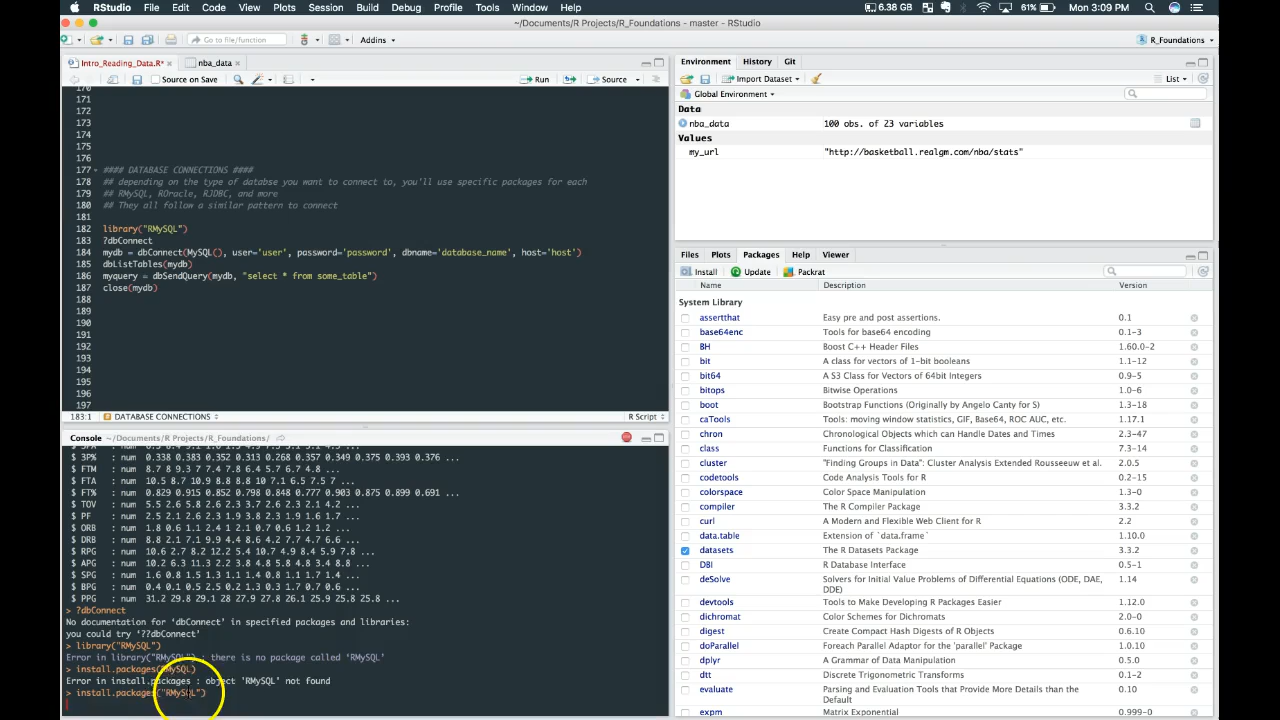 RStudio File Edit Code View Plots Session Build Debug Profile Tools Window Help 6.38 GB 61% Mon 3:09 PM
~/Documents/R Projects/R_Foundations - master - RStudio
Go to file/function Addins R_Foundations
Intro_Reading_Data.R* nba_data
Source on Save Run Source
170
171
172
173
174
175
176
177 #### DATABASE CONNECTIONS ####
178 ## depending on the type of databse you want to connect to, you'll use specific packages for each
179 ## RMySQL, ROracle, RJDBC, and more
180 ## They all follow a similar pattern to connect
181
182 library("RMySQL")
183 ?dbConnect
184 mydb = dbConnect(MySQL(), user='user', password='password', dbname='database_name', host='host')
185 dbListTables(mydb)
186 myquery = dbSendQuery(mydb, "select * from some_table")
187 close(mydb)
188
189
190
191
192
193
194
195
196
197
183:1 DATABASE CONNECTIONS R Script
Console ~/Documents/R Projects/R_Foundations/
$ 3P% : num 0.338 0.383 0.352 0.313 0.268 0.357 0.349 0.375 0.393 0.376 ...
$ FTM : num 8.7 8.9 9.3 7 7.4 7.8 6.4 5.7 6.7 4.8 ...
$ FTA : num 10.5 8.7 10.9 8.8 8.8 10 7.1 6.5 7.5 7 ...
$ FT% : num 0.829 0.915 0.852 0.798 0.848 0.777 0.903 0.875 0.899 0.691 ...
$ TOV : num 5.5 2.6 5.8 2.6 2.3 3.7 2.6 2.3 2.1 4.2 ...
$ PF : num 2.5 2.1 2.6 2.3 1.9 3.8 2.3 1.9 1.6 1.7 ...
$ ORB : num 1.8 0.6 1.1 2.4 1 2.1 0.7 0.6 1.2 1.2 ...
$ DRB : num 8.8 2.1 7.1 9.9 4.4 8.6 4.2 7.7 4.7 6.6 ...
$ RPG : num 10.6 2.7 8.2 12.2 5.4 10.7 4.9 8.4 5.9 7.8 ...
$ APG : num 10.2 6.3 11.3 2.2 3.8 4.8 5.8 4.8 3.4 8.8 ...
$ SPG : num 1.6 0.8 1.5 1.3 1.1 1.4 0.8 1.1 1.7 1.4 ...
$ BPG : num 0.4 0.1 0.5 2.5 0.2 1.3 0.3 1.7 0.7 0.6 ...
$ PPG : num 31.2 29.8 29.1 28 27.9 27.8 26.1 25.9 25.8 25.8 ...
> ?dbConnect
No documentation for ‘dbConnect’ in specified packages and libraries:
you could try ‘??dbConnect’
> library("RMySQL")
Error in library("RMySQL") : there is no package called ‘RMySQL’
> install.packages(RMySQL)
Error in install.packages : object 'RMySQL' not found
> install.packages("RMySQL")
Environment History Git
Import Dataset List
Global Environment
Data
nba_data 100 obs. of 23 variables
Values
my_url "http://basketball.realgm.com/nba/stats"
Files Plots Packages Help Viewer
Install Update Packrat
Name Description Version
System Library
assertthat Easy pre and post assertions. 0.1
base64enc Tools for base64 encoding 0.1-3
BH Boost C++ Header Files 1.60.0-2
bit A class for vectors of 1-bit booleans 1.1-12
bit64 A S3 Class for Vectors of 64bit Integers 0.9-5
bitops Bitwise Operations 1.0-6
boot Bootstrap Functions (Originally by Angelo Canty for S) 1.3-18
caTools Tools: moving window statistics, GIF, Base64, ROC AUC, etc. 1.17.1
chron Chronological Objects which can Handle Dates and Times 2.3-47
class Functions for Classification 7.3-14
cluster "Finding Groups in Data": Cluster Analysis Extended Rousseeuw et al. 2.0.5
codetools Code Analysis Tools for R 0.2-15
colorspace Color Space Manipulation 1.3-0
compiler The R Compiler Package 3.3.2
curl A Modern and Flexible Web Client for R 2.2
data.table Extension of `data.frame` 1.10.0
datasets The R Datasets Package 3.3.2
DBI R Database Interface 0.5-1
deSolve Solvers for Initial Value Problems of Differential Equations (ODE, DAE, 1.14
DDE)
devtools Tools to Make Developing R Packages Easier 1.12.0
dichromat Color Schemes for Dichromats 2.0-0
digest Create Compact Hash Digests of R Objects 0.6.10
doParallel Foreach Parallel Adaptor for the 'parallel' Package 1.0.10
dplyr A Grammar of Data Manipulation 0.5.0
dtt Discrete Trigonometric Transforms 0.1-2
evaluate Parsing and Evaluation Tools that Provide More Details than the 0.10
Default
expm Matrix Exponential 0.999-0